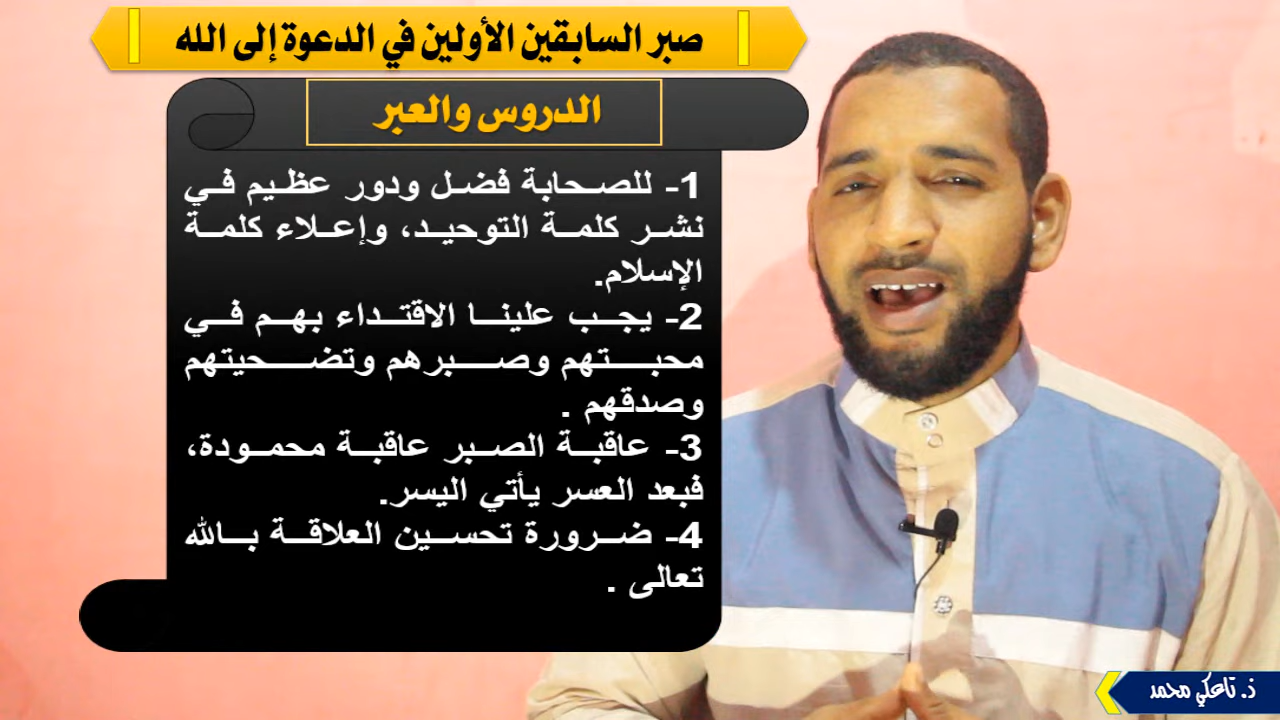 صبر السابقين الأولين في الدعوة إلى الله
الدروس والعبر
1- للصحابة فضل ودور عظيم في
نشر كلمة التوحيد، وإعلاء كلمة
الإسلام.
2- يجب علينا الاقتداء بهم في
محبتهم وصبرهم وتضحيتهم
وصدقهم .
3- عاقبة الصبر عاقبة محمودة،
فبعد العسر يأتي اليسر.
4- ضرورة تحسين العلاقة بالله
تعالى .
ذ. تاعكي محمد